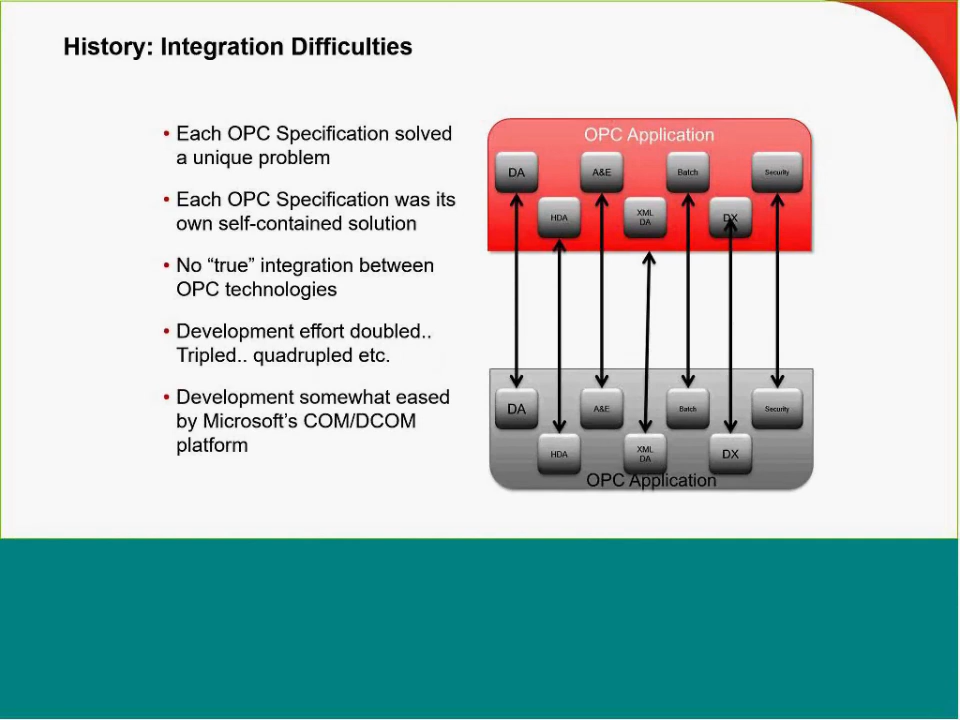 History: Integration Difficulties
• Each OPC Specification solved
a unique problem
• Each OPC Specification was its
own self-contained solution
• No “true” integration between
OPC technologies
• Development effort doubled..
Tripled.. quadrupled etc.
• Development somewhat eased
by Microsoft’s COM/DCOM
platform
OPC Application
DA
A&E
Batch
Security
HDA
XML
DA
DX
DA
A&E
Batch
Security
HDA
XML
DA
DX
OPC Application